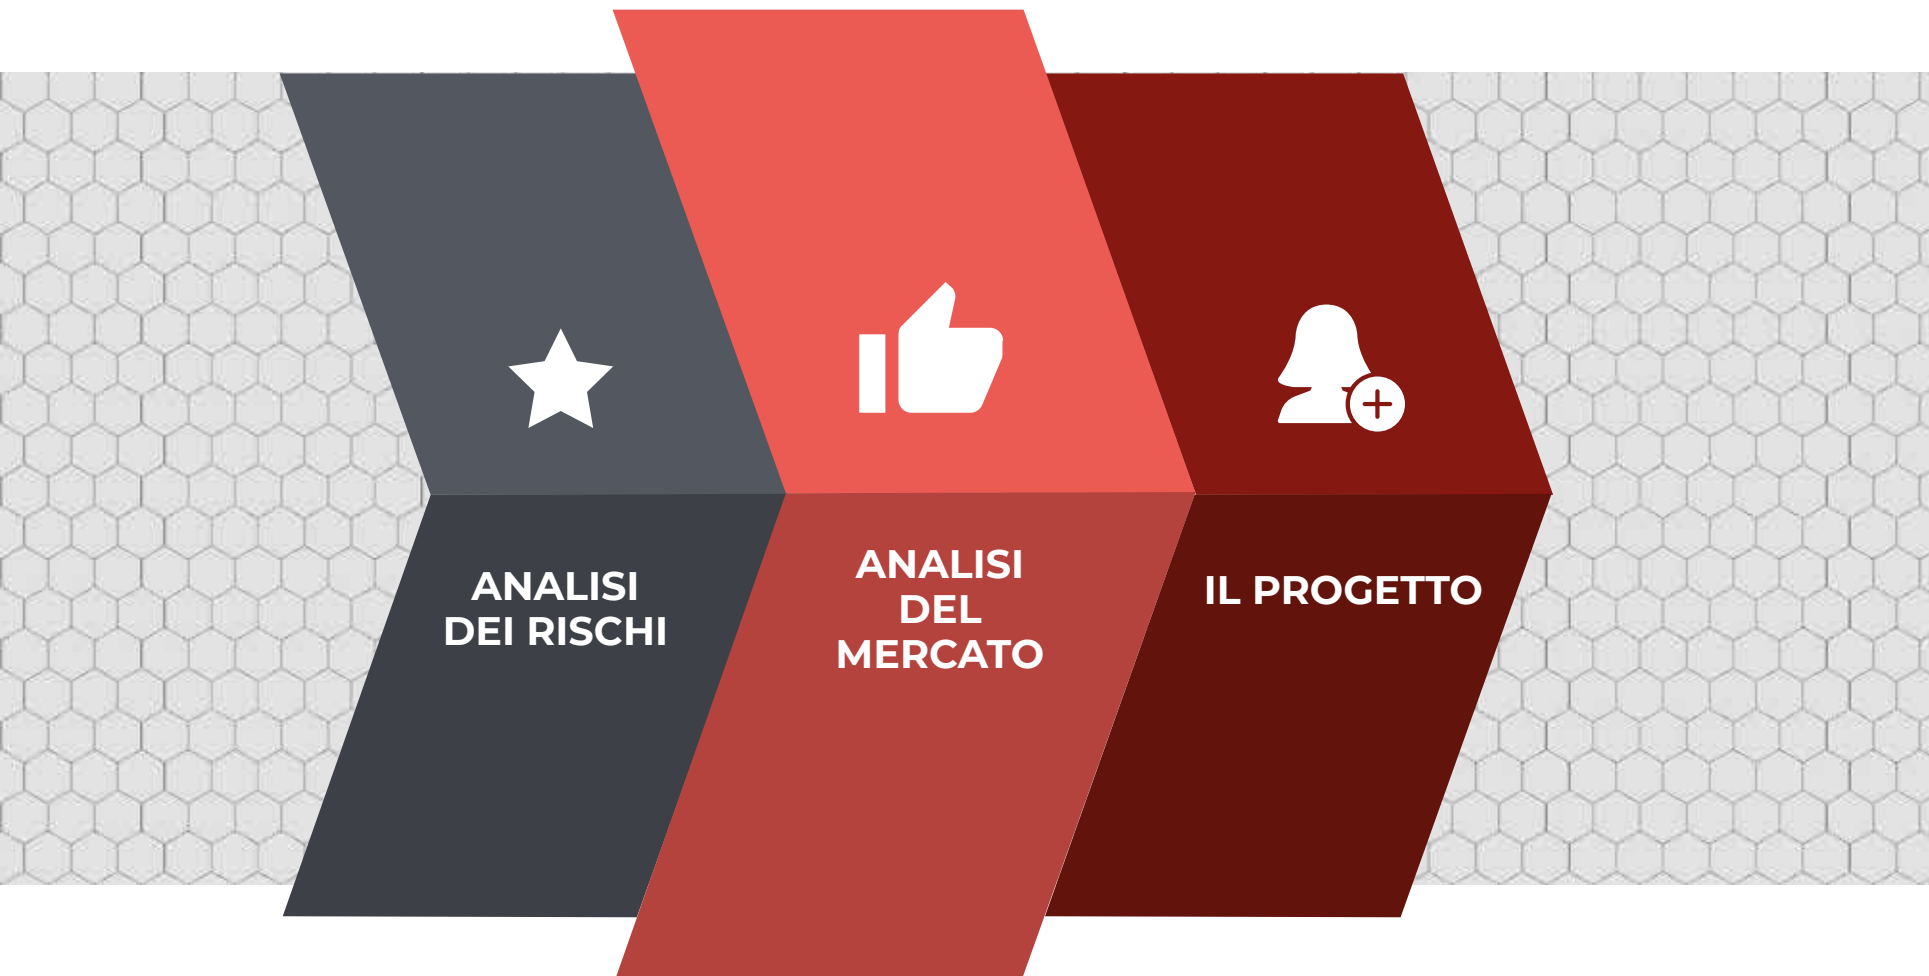 ANALISI
DEI RISCHI
ANALISI
DEL
MERCATO
IL PROGETTO